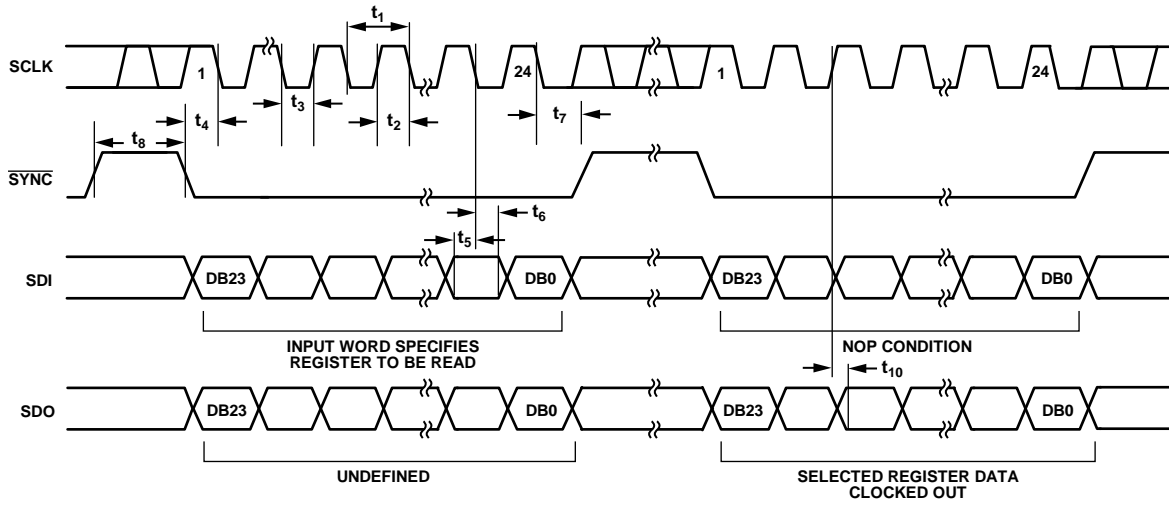 t1
SCLK
1
24
1
24
t3
t2
t4
t7
t8
SYNC
t6
t5
SDI
DB23
DB0
DB23
DB0
INPUT WORD SPECIFIES
REGISTER TO BE READ
NOP CONDITION
t10
SDO
DB23
DB0
DB23
DB0
UNDEFINED
SELECTED REGISTER DATA
CLOCKED OUT